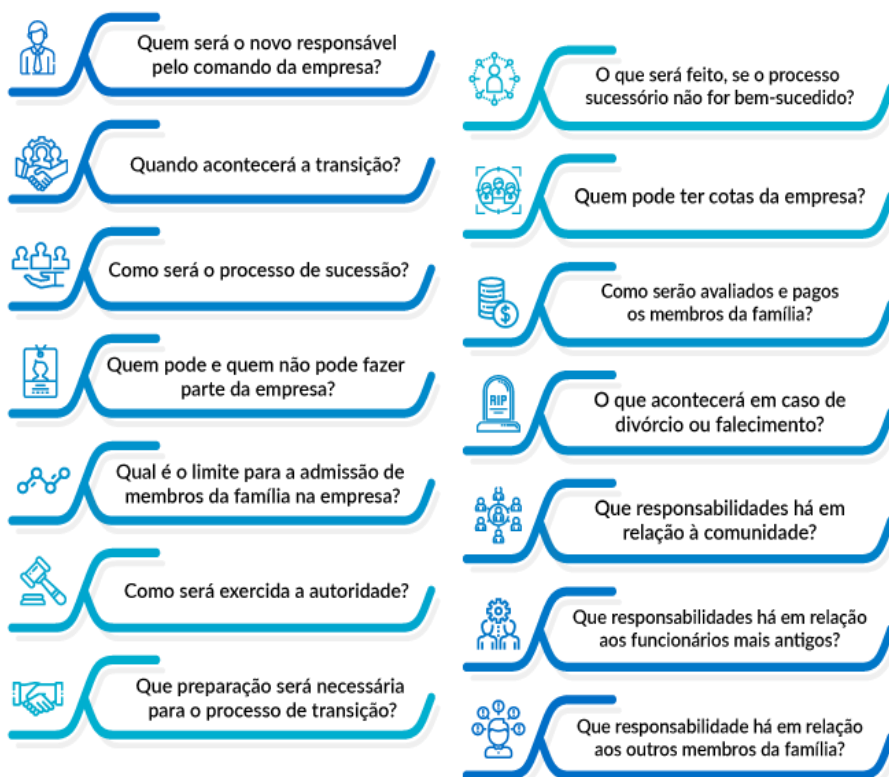 Quem será o novo responsável
pelo comando da empresa?
Quando acontecerá a transição?
Como será o processo de sucessão?
Quem pode e quem não pode fazer
parte da empresa?
Qual é o limite para a admissão de
membros da família na empresa?
Como será exercida a autoridade?
Que preparação será necessária
para o processo de transição?
O que será feito, se o processo
sucessório não for bem-sucedido?
Quem pode ter cotas da empresa?
$
Como serão avaliados e pagos
os membros da família?
RIP
O que acontecerá em caso de
divórcio ou falecimento?
Que responsabilidades há em
relação à comunidade?
Que responsabilidades há em relação
aos funcionários mais antigos?
Que responsabilidade há em relação
aos outros membros da família?